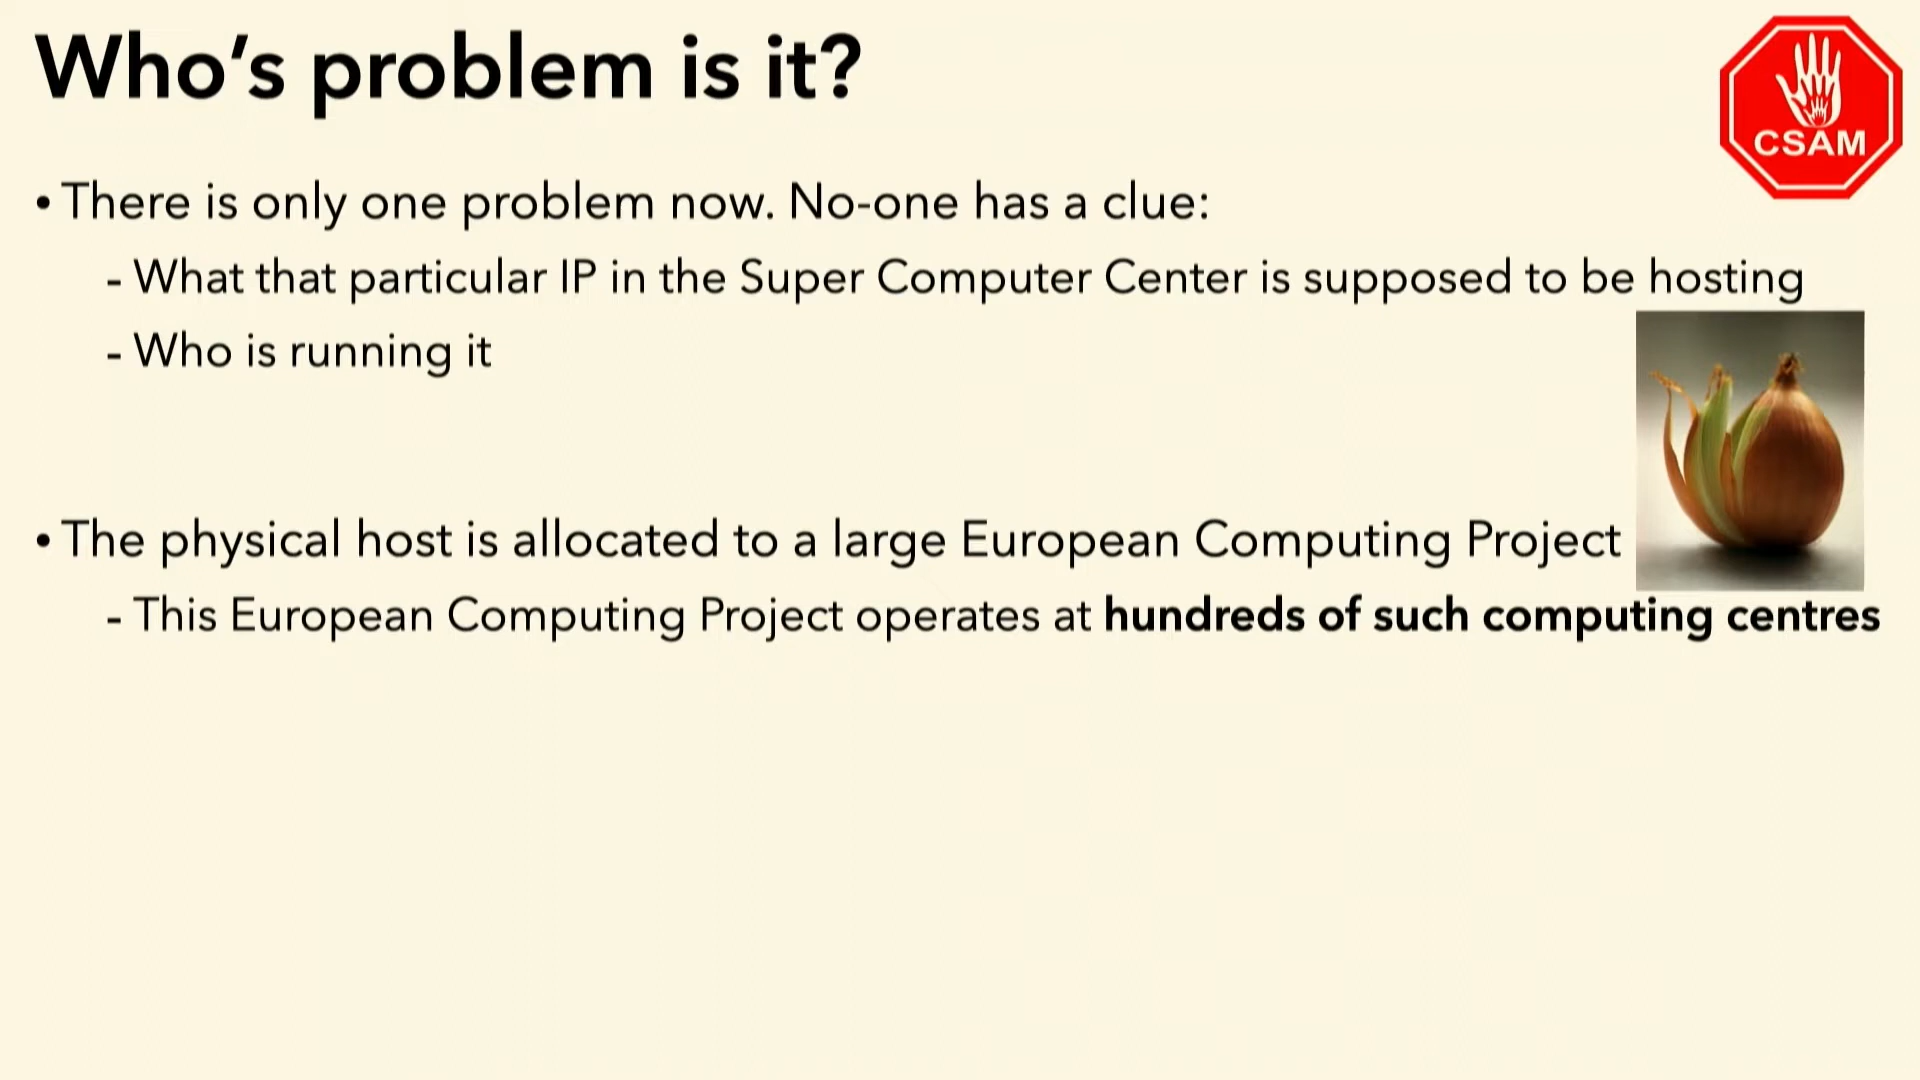 Who’s problem is it?
CSAM
• There is only one problem now. No-one has a clue:
- What that particular IP in the Super Computer Center is supposed to be hosting
- Who is running it
• The physical host is allocated to a large European Computing Project
- This European Computing Project operates at hundreds of such computing centres